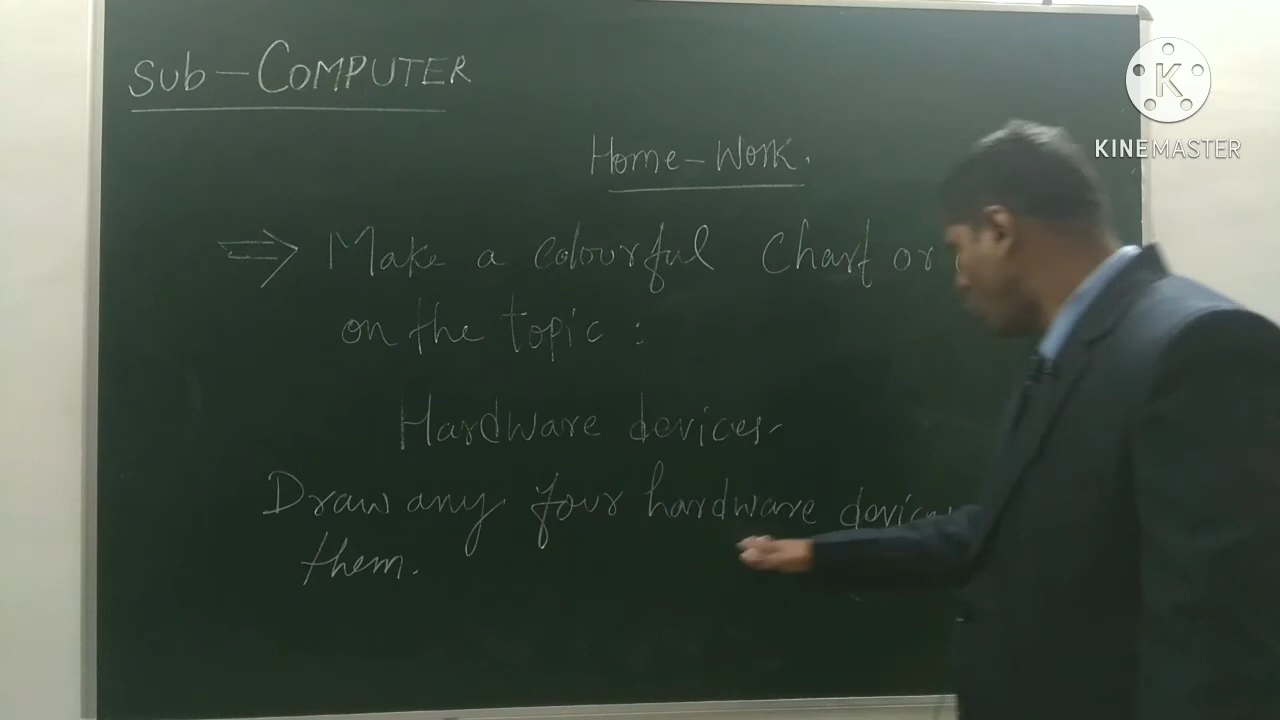 Sub-COMPUTER
Home-Work.
⇒ Make a colourful Chart or
on the topic :
Hardware devices-
Draw any four hardware devices
them.
K
KINEMASTER